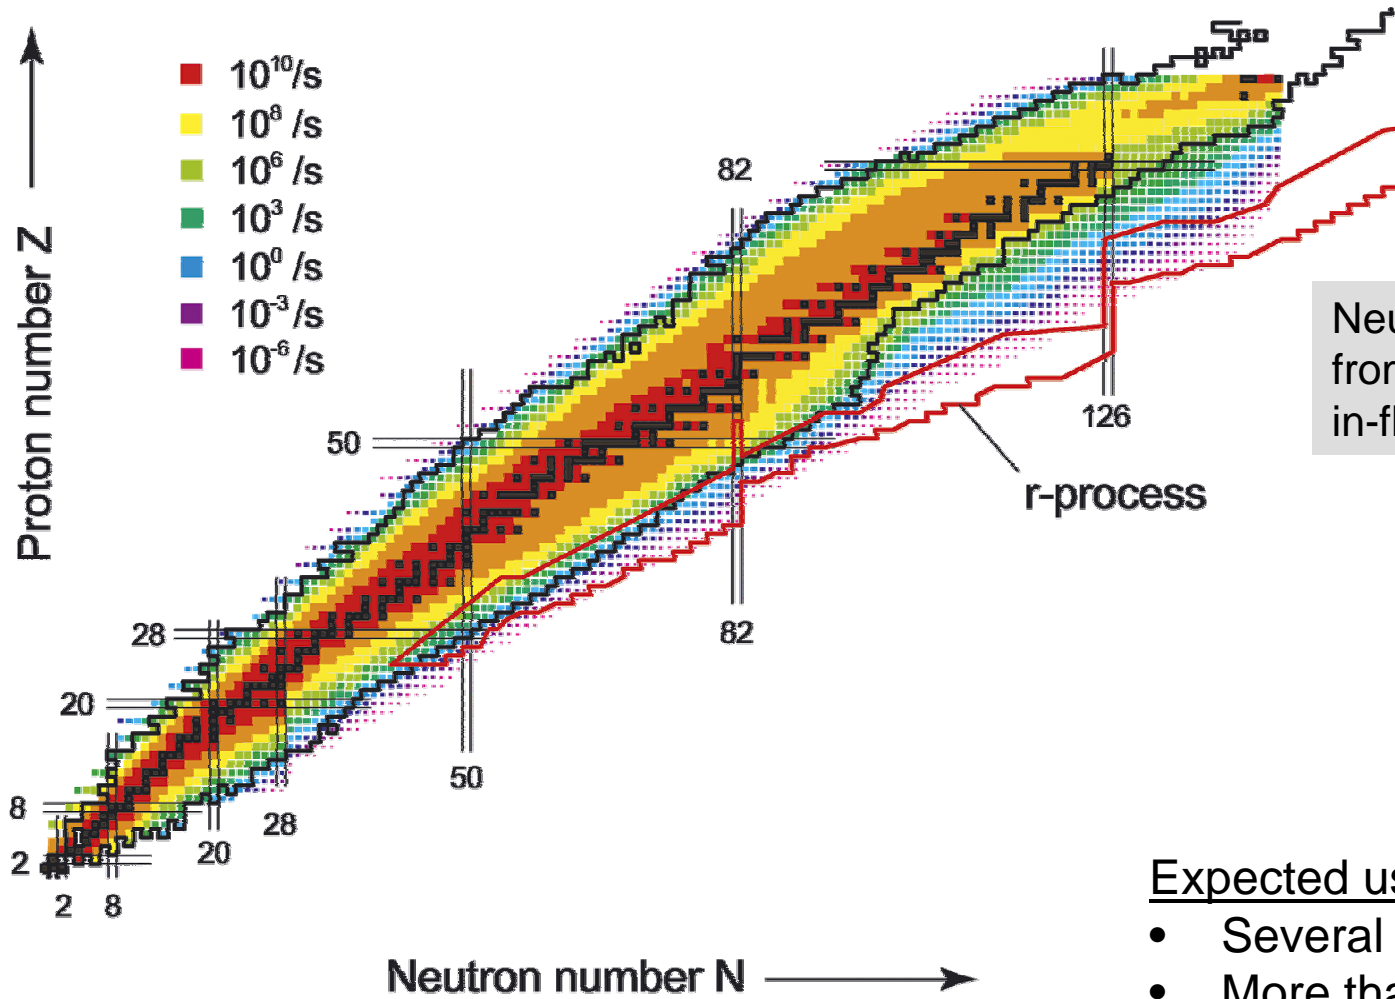 Proton number Z
10¹⁰/s
10⁸ /s
10⁶ /s
10³ /s
10⁰ /s
10⁻³ /s
10⁻⁶ /s
82
50
28
20
8
2
2
8
20
28
50
82
126
r-process
Neutron number N
Expected
Several